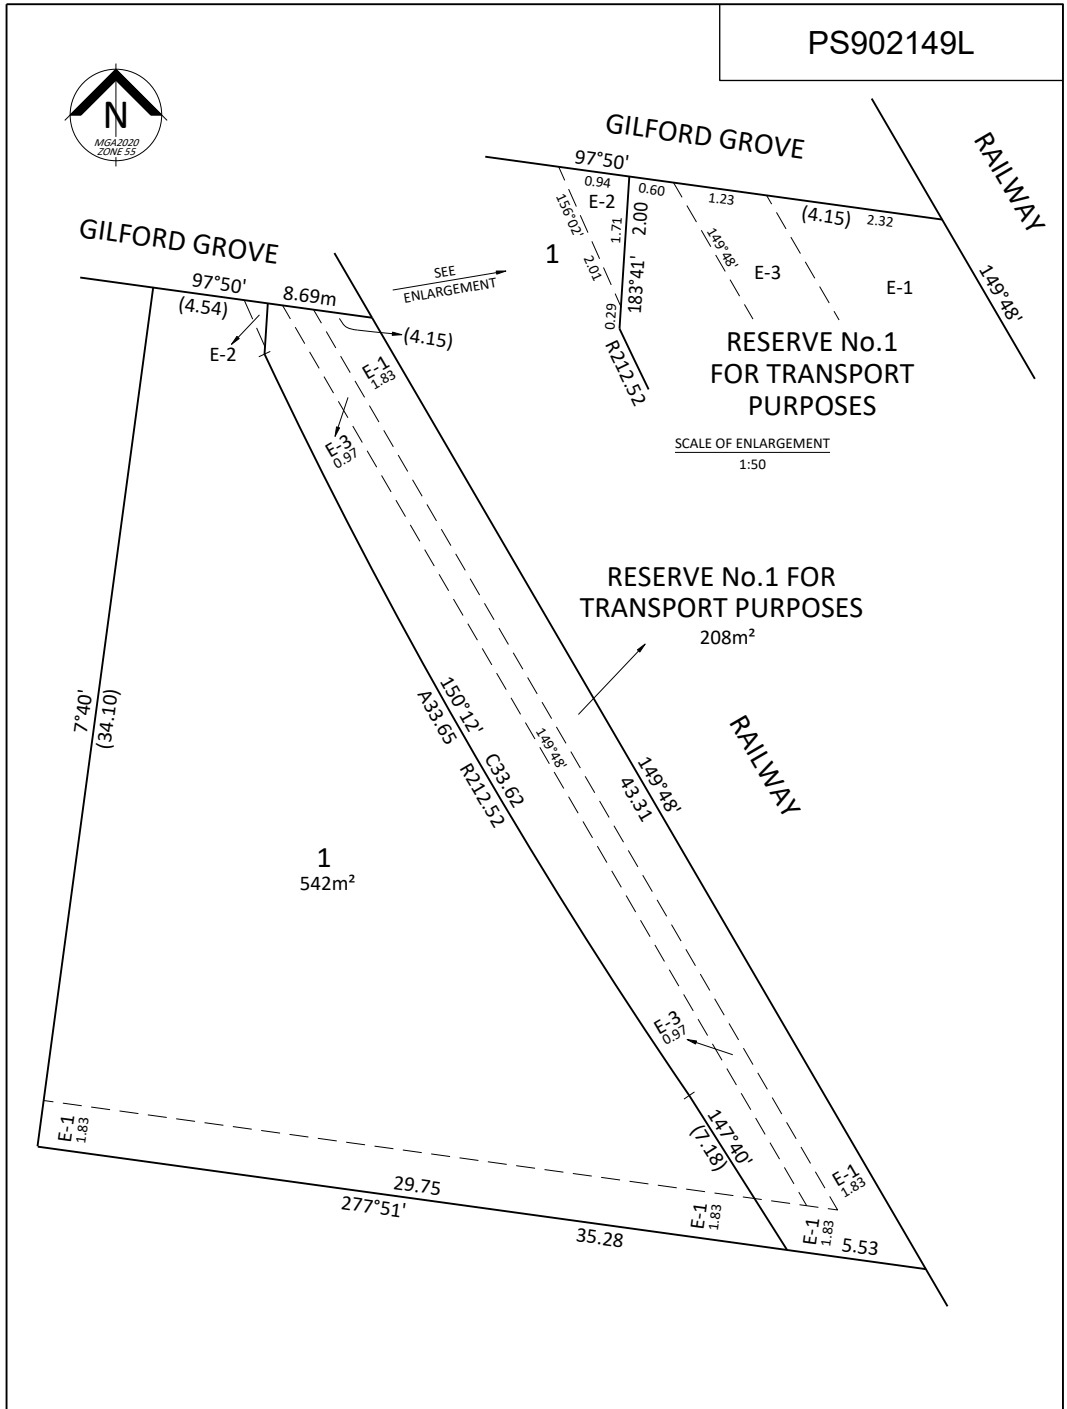 PS902149L
N
MGA2020
ZONE 55
GILFORD GROVE
97°50'
0.94
0.60
1.23
(4.15)
2.32
RAILWAY
149°48'
E-2
156°02'
2.01
1.71
2.00
183°41'
0.29
R212.52
1
149°48'
E-3
E-1
RESERVE No.1
FOR TRANSPORT
PURPOSES
SCALE OF ENLARGEMENT
1:50
GILFORD GROVE
97°50'
(4.54)
8.69m
(4.15)
SEE
ENLARGEMENT
E-2
E-1
1.83
E-3
0.97
RESERVE No.1 FOR
TRANSPORT PURPOSES
208m²
7°40'
(34.10)
150°12'
A33.65
C33.62
R212.52
149°48'
149°48'
43.31
RAILWAY
1
542m²
E-3
0.97
147°40'
(7.18)
E-1
1.83
E-1
1.83
E-1
1.83
E-1
1.83
29.75
277°51'
35.28
5.53